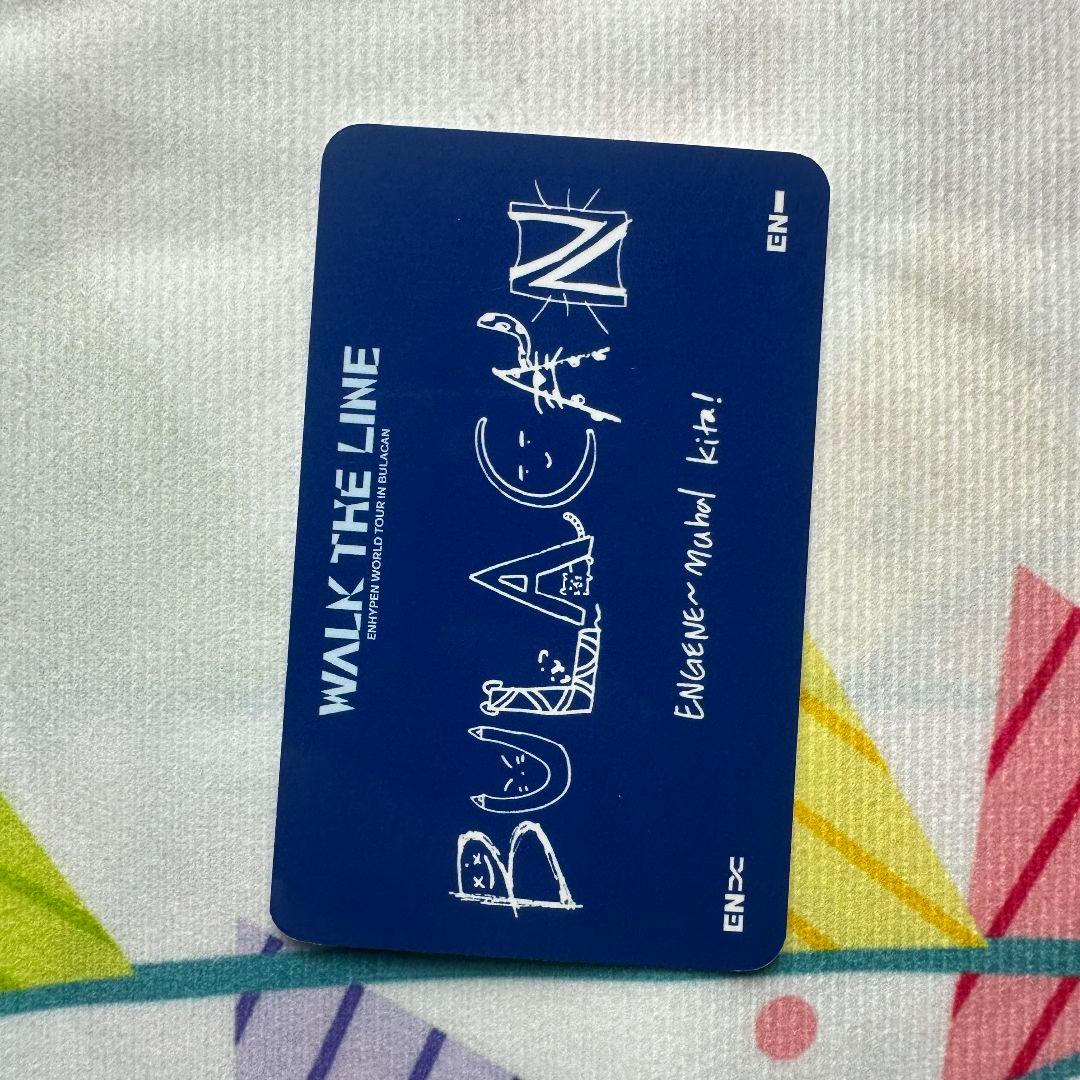 WALK THE LINE
ENHYPEN WORLD TOUR IN BULACAN
BULACAN
ENGENE~ Mahal kita!
EN>< EN-